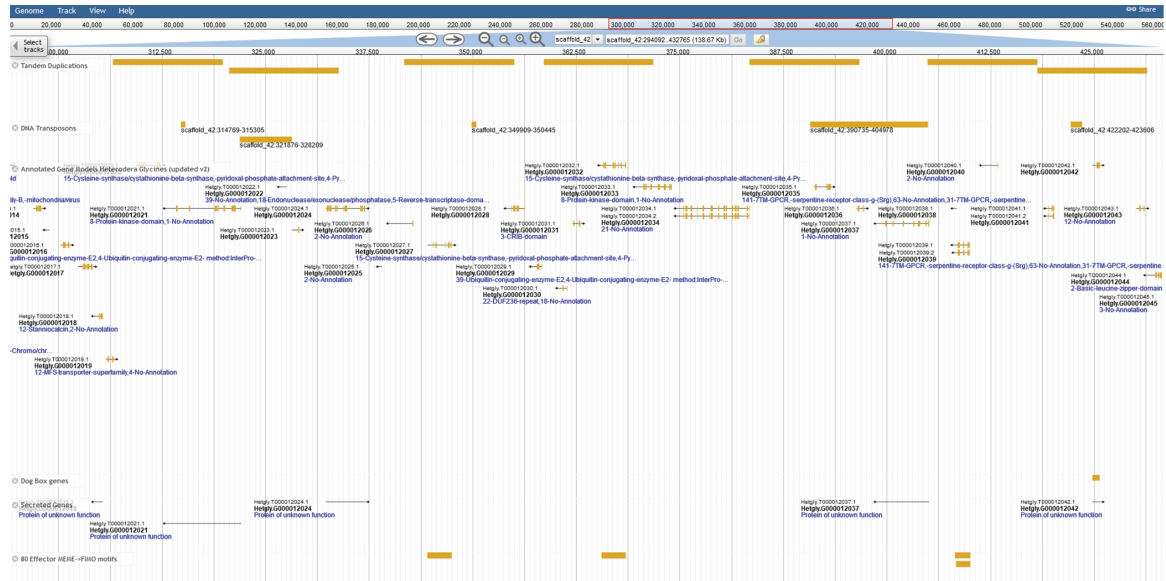 Genome Track View Help Share
0 20,000 40,000 60,000 80,000 100,000 120,000 140,000 160,000 180,000 200,000 220,000 240,000 260,000 280,000 300,000 320,000 340,000 360,000 380,000 400,000 420,000 440,000 460,000 480,000 500,000 520,000 540,000 560,000
Select tracks
scaffold_42 scaffold_42:294092..432765 (138.67 Kb) Go
312,500 325,000 337,500 350,000 362,500 375,000 387,500 400,000 412,500 425,000
Tandem Duplications
DNA Transposons
scaffold_42:314769-315305
scaffold_42:349909-350445
scaffold_42:390735-404978
scaffold_42:422202-423606
scaffold_42:321876-328209
Annotated Gene Models Heterodera Glycines (updated v2)
Hetgly.T000012032.1
Hetgly.G000012032
Hetgly.T000012040.1
Hetgly.G000012040
Hetgly.T000012042.1
Hetgly.G000012042
15-Cysteine-synthase/cystathionine-beta-synthase,-pyridoxal-phosphate-attachment-site,4-Py...
15-Cysteine-synthase/cystathionine-beta-synthase,-pyridoxal-phosphate-attachment-site,4-Py...
2-No-Annotation
Hetgly.T000012022.1
Hetgly.G000012022
Hetgly.T000012033.1
Hetgly.G000012033
Hetgly.T000012035.1
Hetgly.G000012035
39-No-Annotation,18-Endonuclease/exonuclease/phosphatase,5-Reverse-transcriptase-doma...
8-Protein-kinase-domain,1-No-Annotation
141-7TM-GPCR,-serpentine-receptor-class-g-(Srg),63-No-Annotation,31-7TM-GPCR,-serpentine...
Hetgly.T000012021.1
Hetgly.G000012021
8-Protein-kinase-domain,1-No-Annotation
Hetgly.T000012024.1
Hetgly.G000012024
Hetgly.T000012028.1
Hetgly.G000012028
Hetgly.T000012034.1
Hetgly.T000012034.2
Hetgly.G000012034
21-No-Annotation
Hetgly.T000012036.1
Hetgly.G000012036
Hetgly.T000012038.1
Hetgly.G000012038
Hetgly.T000012041.1
Hetgly.T000012041.2
Hetgly.G000012041
Hetgly.T000012043.1
Hetgly.G000012043
12-No-Annotation
Hetgly.T000012023.1
Hetgly.G000012023
Hetgly.T000012026.1
Hetgly.G000012026
2-No-Annotation
Hetgly.T000012031.1
Hetgly.G000012031
3-CRIB-domain
Hetgly.T000012037.1
Hetgly.G000012037
1-No-Annotation
Hetgly.T000012027.1
Hetgly.G000012027
15-Cysteine-synthase/cystathionine-beta-synthase,-pyridoxal-phosphate-attachment-site,4-Py...
Hetgly.T000012039.1
Hetgly.T000012039.2
Hetgly.G000012039
141-7TM-GPCR,-serpentine-receptor-class-g-(Srg),63-No-Annotation,31-7TM-GPCR,-serpentine...
Hetgly.T000012025.1
Hetgly.G000012025
2-No-Annotation
Hetgly.T000012029.1
Hetgly.G000012029
39-Ubiquitin-conjugating-enzyme-E2,4-Ubiquitin-conjugating-enzyme-E2- method:InterPro-...
Hetgly.T000012044.1
Hetgly.G000012044
2-Basic-leucine-zipper-domain
Hetgly.T000012030.1
Hetgly.G000012030
22-DUF236-repeat,18-No-Annotation
Hetgly.T000012045.1
Hetgly.G000012045
3-No-Annotation
Hetgly.T000012018.1
Hetgly.G000012018
12-Stanniocalcin,2-No-Annotation
Hetgly.T000012019.1
Hetgly.G000012019
12-MFS-transporter-superfamily,4-No-Annotation
Dog Box genes
Secreted Genes
Protein of unknown function
Hetgly.T000012024.1
Hetgly.G000012024
Protein of unknown function
Hetgly.T000012037.1
Hetgly.G000012037
Protein of unknown function
Hetgly.T000012042.1
Hetgly.G000012042
Protein of unknown function
Hetgly.T000012021.1
Hetgly.G000012021
Protein of unknown function
80 Effector MEME->FIMO motifs